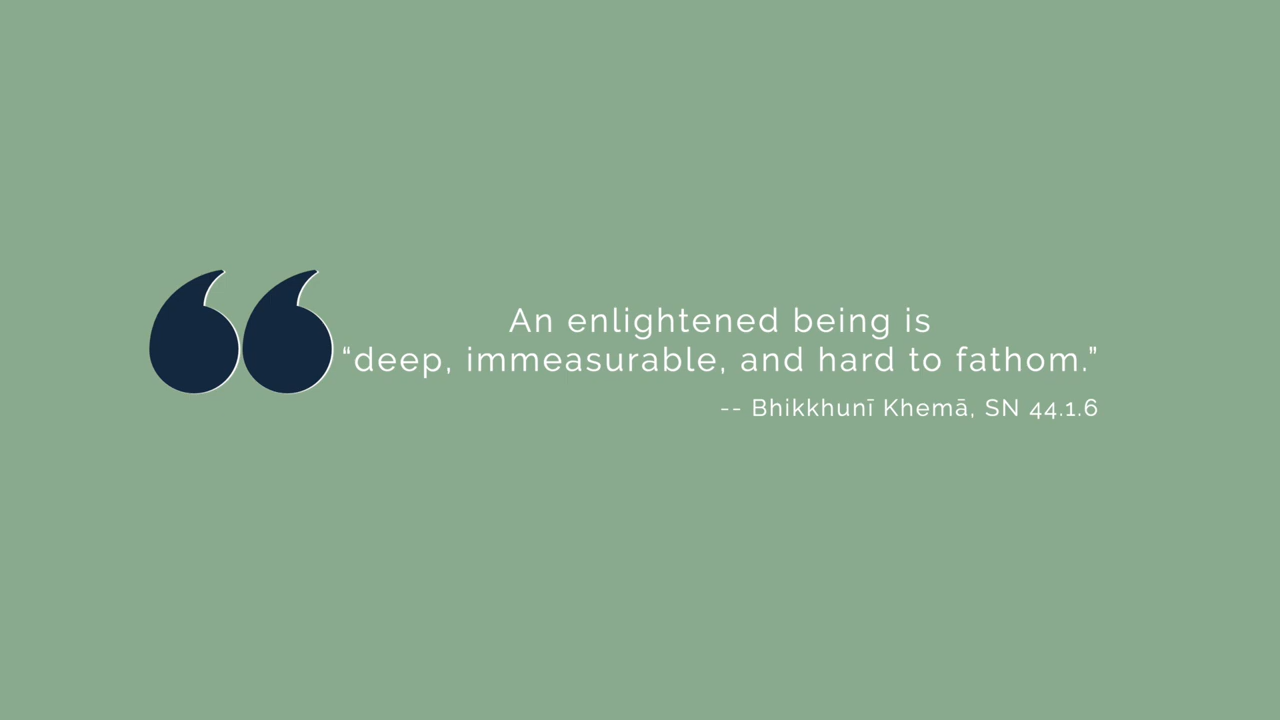 An enlightened being is
“deep, immeasurable, and hard to fathom.”
-- Bhikkhunī Khemā, SN 44.1.6